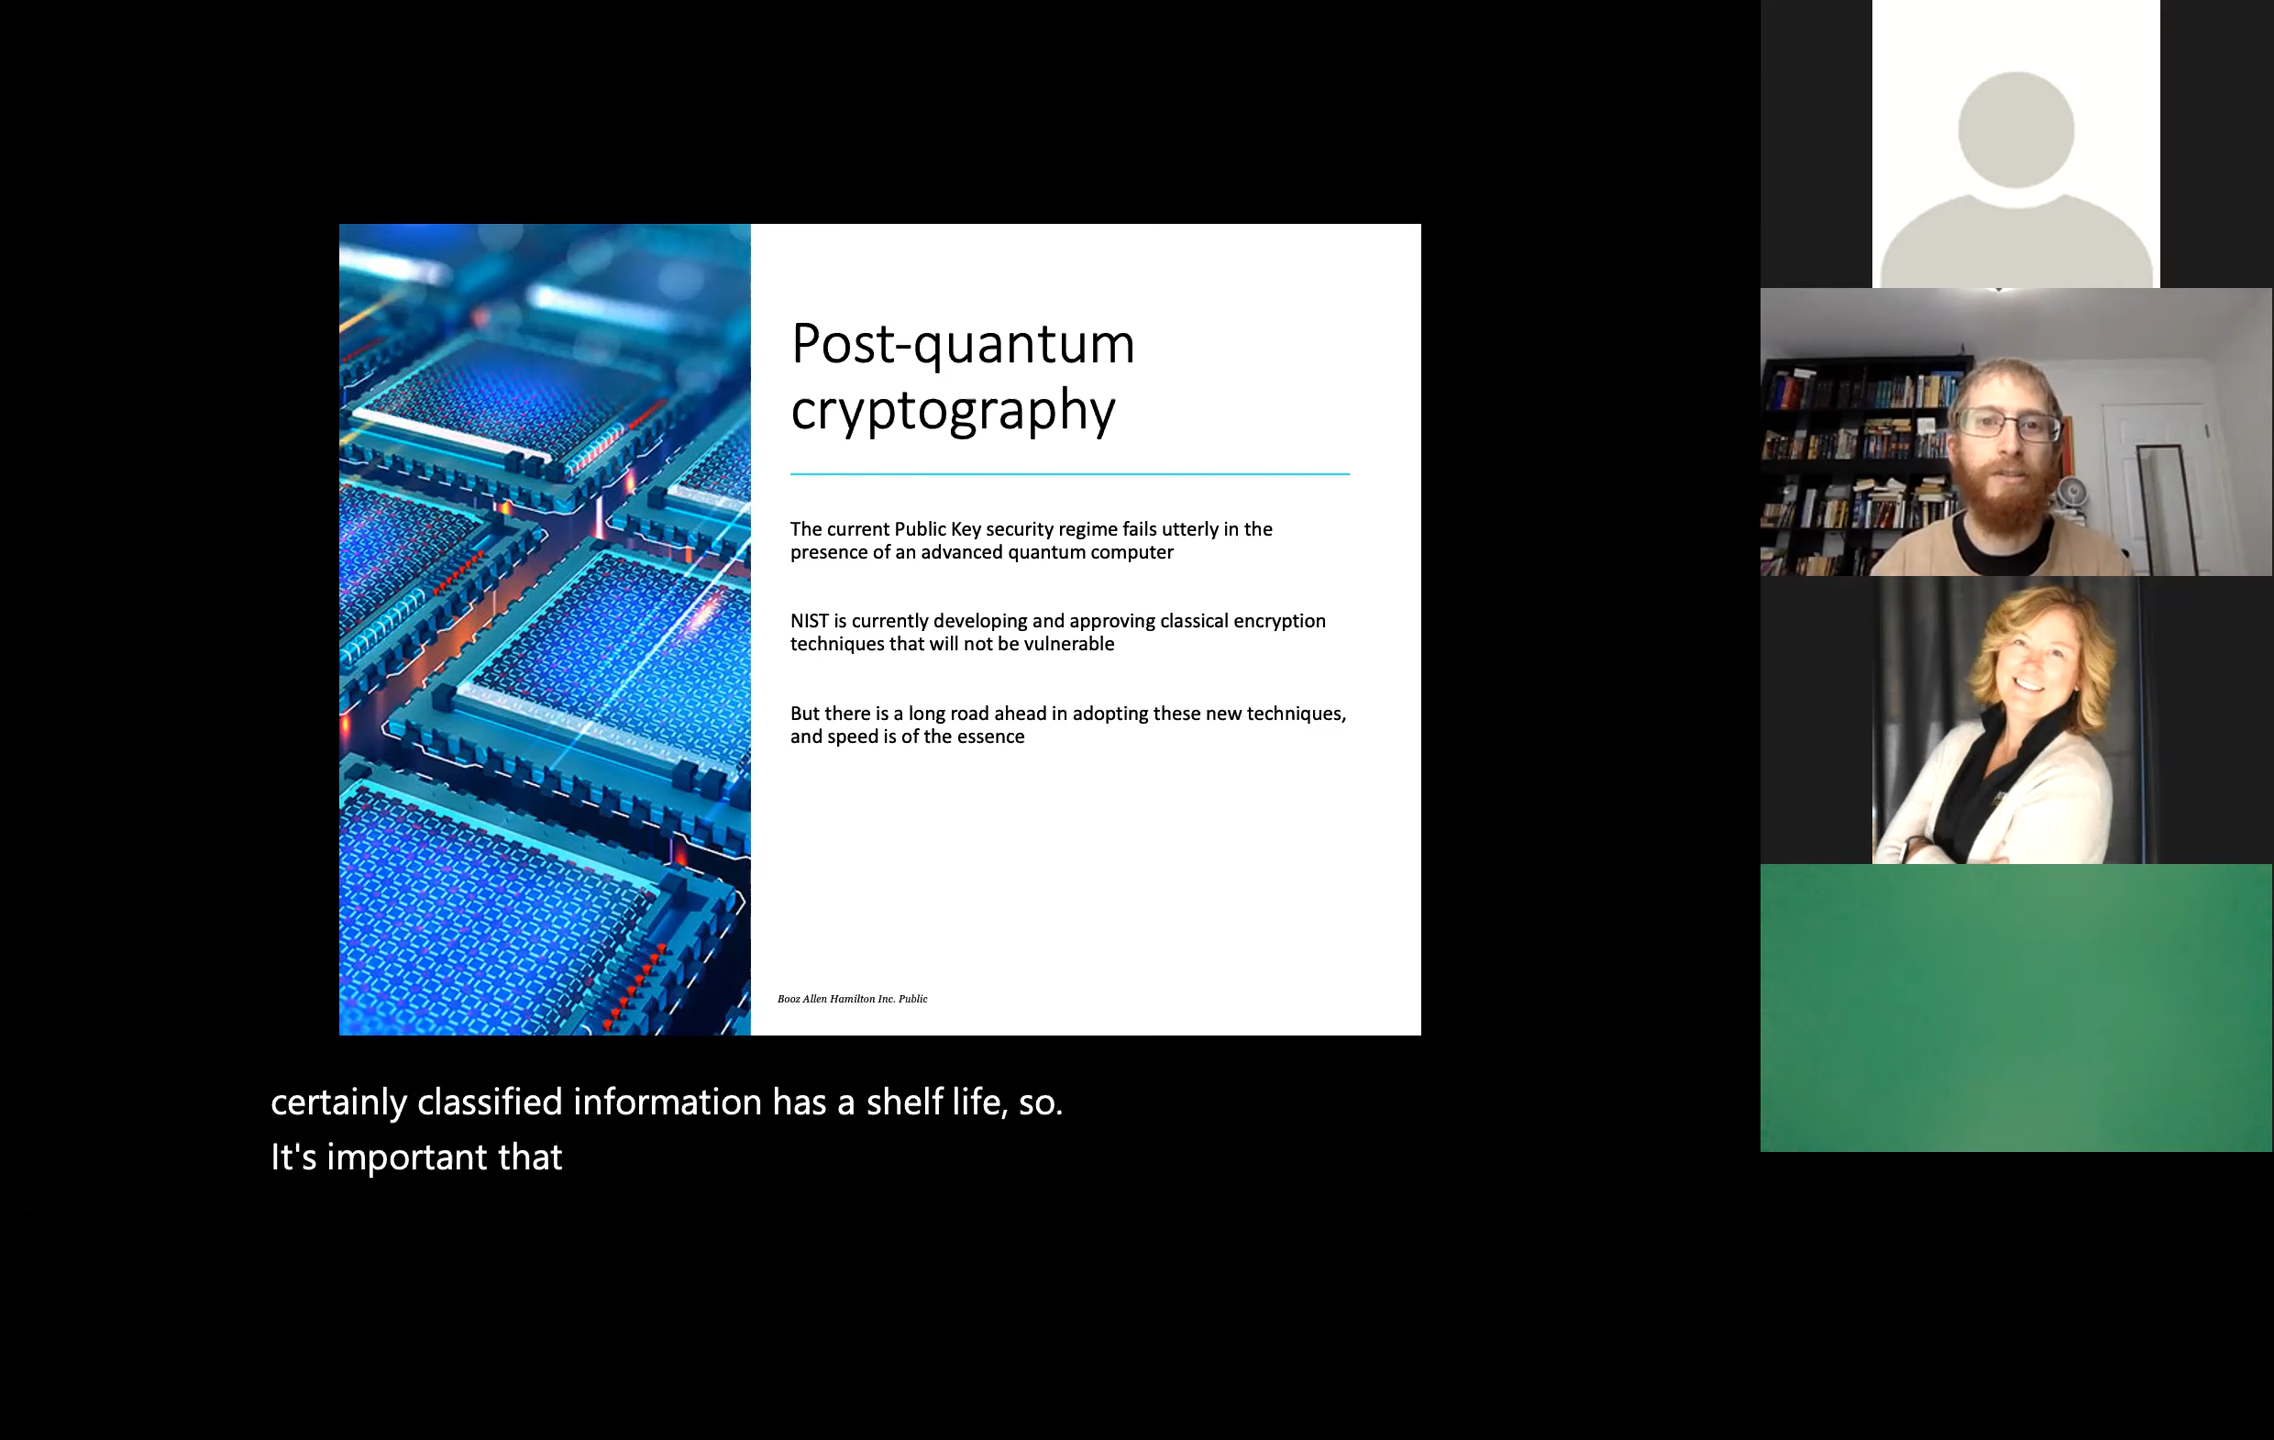 Post-quantum
cryptography
The current Public Key security regime fails utterly in the
presence of an advanced quantum computer
NIST is currently developing and approving classical encryption
techniques that will not be vulnerable
But there is a long road ahead in adopting these new techniques,
and speed is of the essence
Booz Allen Hamilton Inc. Public
certainly classified information has a shelf life, so.
It's important that